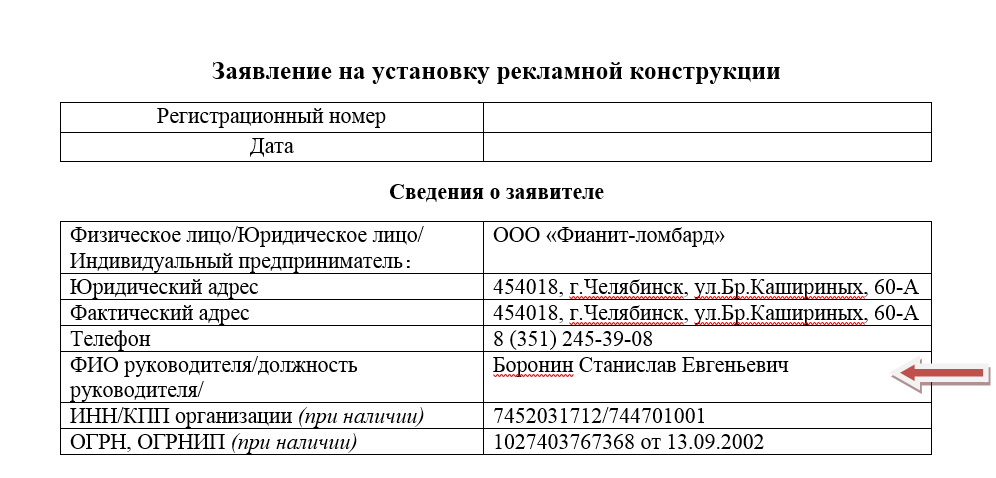 Заявление на установку рекламной конструкции
Регистрационный номер
Дата
Сведения о заявителе
Физическое лицо/Юридическое лицо/ ООО «Фианит-ломбард»
Индивидуальный предприниматель:
Юридический адрес 454018, г.Челябинск, ул.Бр.Кашириных, 60-А
Фактический адрес 454018, г.Челябинск, ул.Бр.Кашириных, 60-А
Телефон 8 (351) 245-39-08
ФИО руководителя/должность Боронин Станислав Евгеньевич
руководителя/
ИНН/КПП организации (при наличии) 7452031712/744701001
ОГРН, ОГРНИП (при наличии) 1027403767368 от 13.09.2002